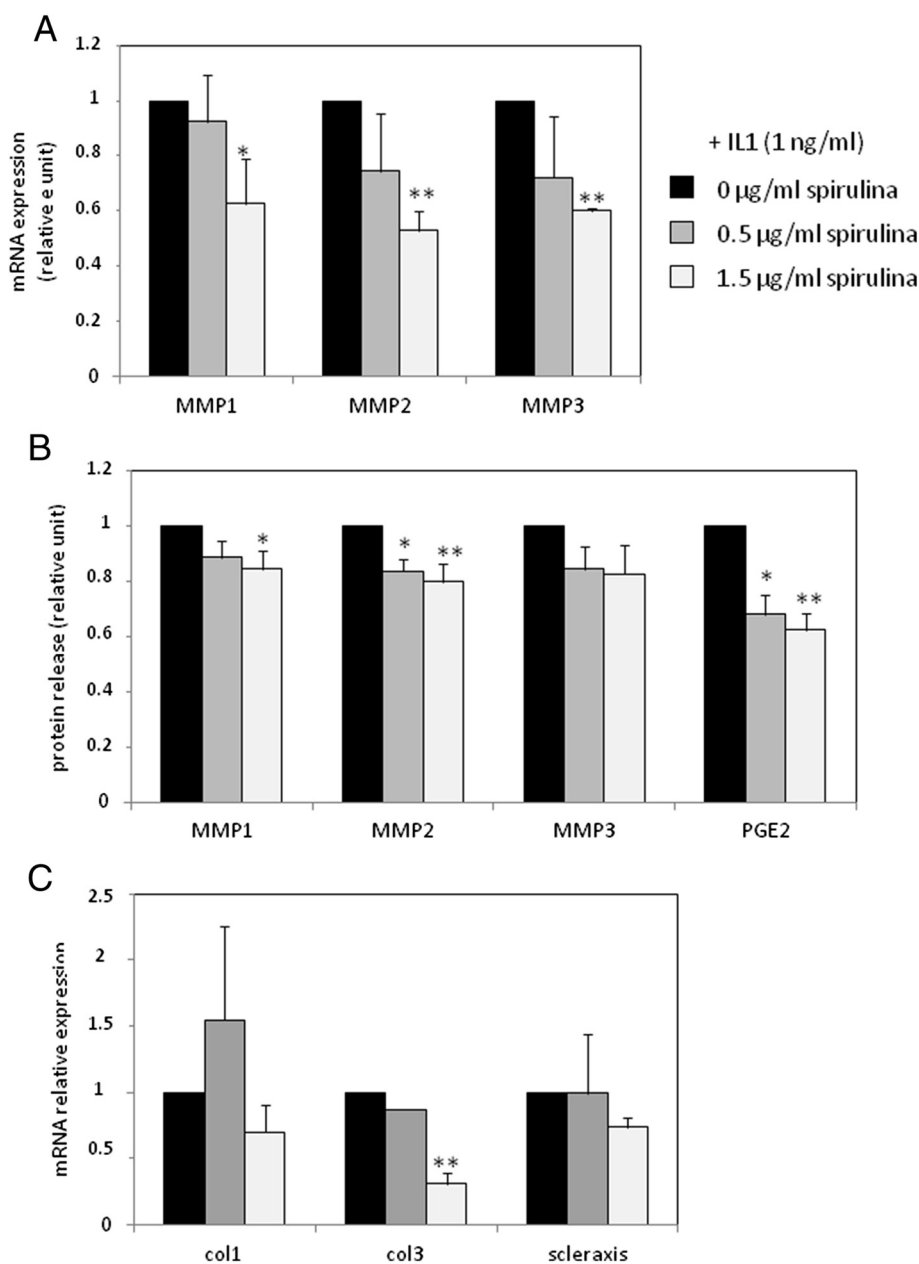 A
1.2
1
0.8
0.6
0.4
0.2
0
mRNA expression
(relative e unit)
*
**
**
MMP1 MMP2 MMP3
+ IL1 (1 ng/ml)
0 µg/ml spirulina
0.5 µg/ml spirulina
1.5 µg/ml spirulina
B
1.2
1
0.8
0.6
0.4
0.2
0
protein release (relative unit)
*
*
**
*
**
MMP1 MMP2 MMP3 PGE2
C
2.5
2
1.5
1
0.5
0
mRNA relative expression
**
col1 col3 scleraxis